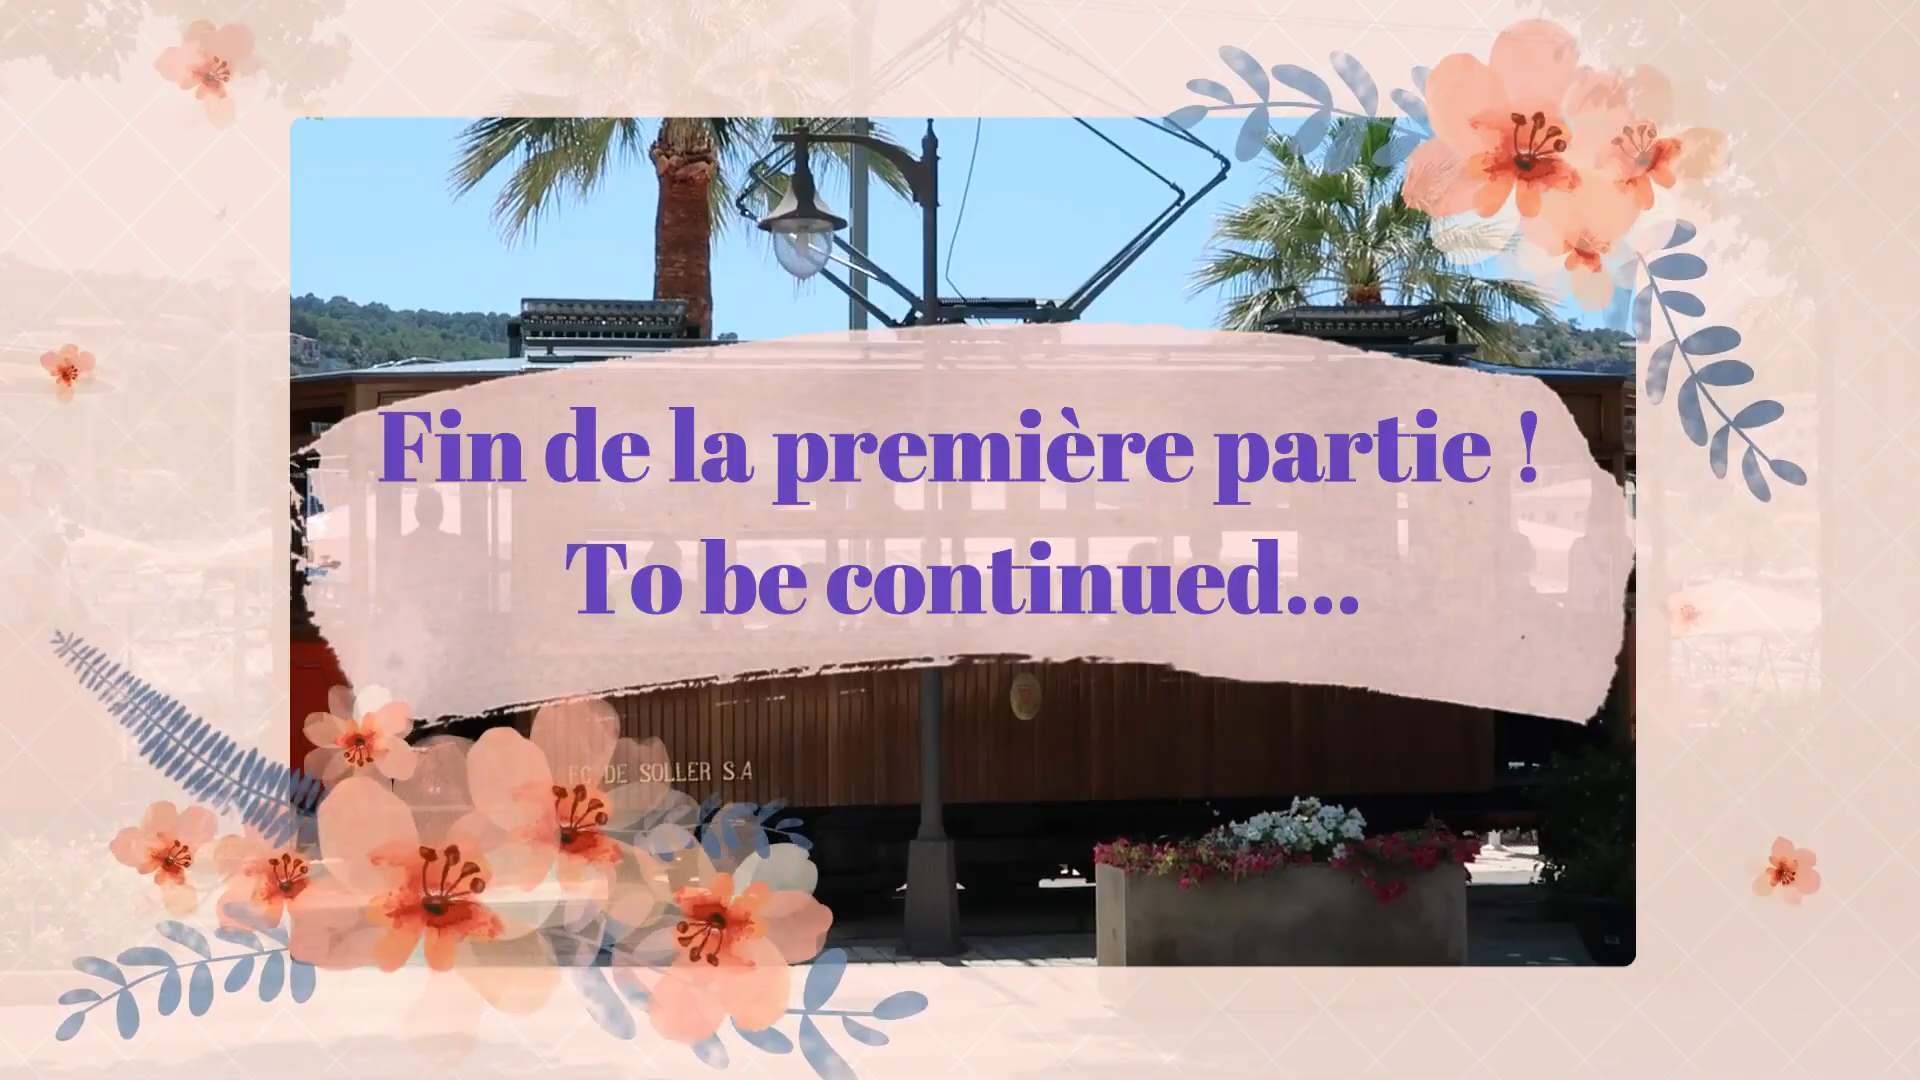 Fin de la première partie !
To be continued...
FC DE SOLLER S.A